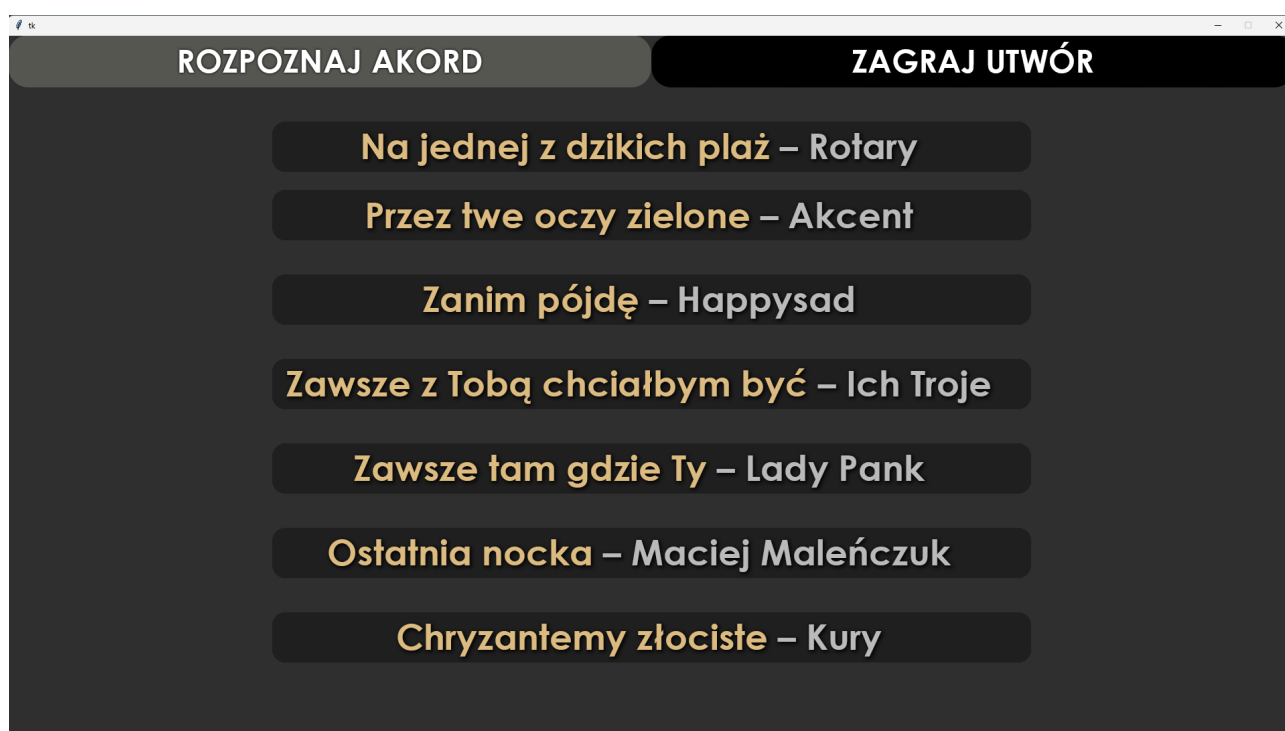 tk
ROZPOZNAJ AKORD
ZAGRAJ UTWÓR
Na jednej z dzikich plaż – Rotary
Przez twe oczy zielone – Akcent
Zanim pójdę – Happysad
Zawsze z Tobą chciałbym być – Ich Troje
Zawsze tam gdzie Ty – Lady Pank
Ostatnia nocka – Maciej Maleńczuk
Chryzantemy złociste – Kury